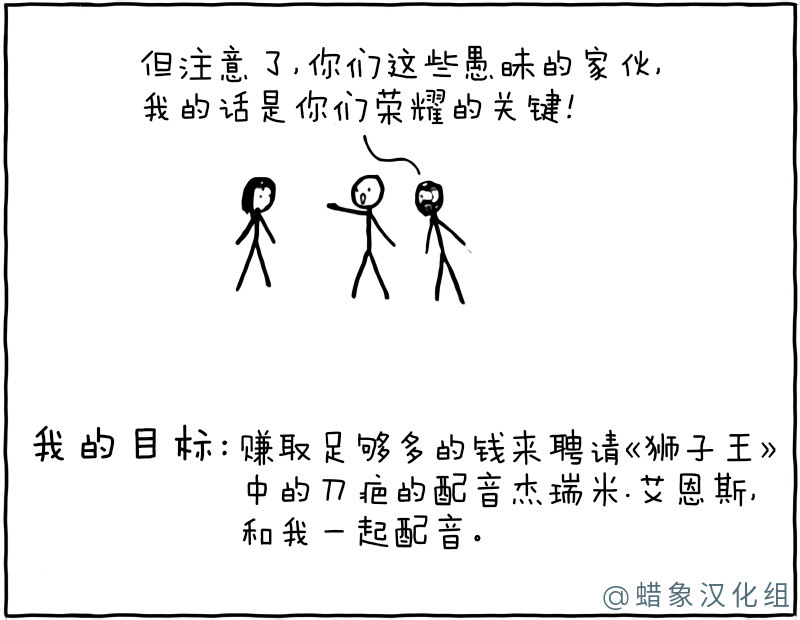 但注意了,你们这些愚昧的家伙,
我的话是你们荣耀的关键!
我的目标:赚取足够多的钱来聘请《狮子王》
中的刀疤的配音杰瑞米·艾恩斯,
和我一起配音。
@蜡象汉化组